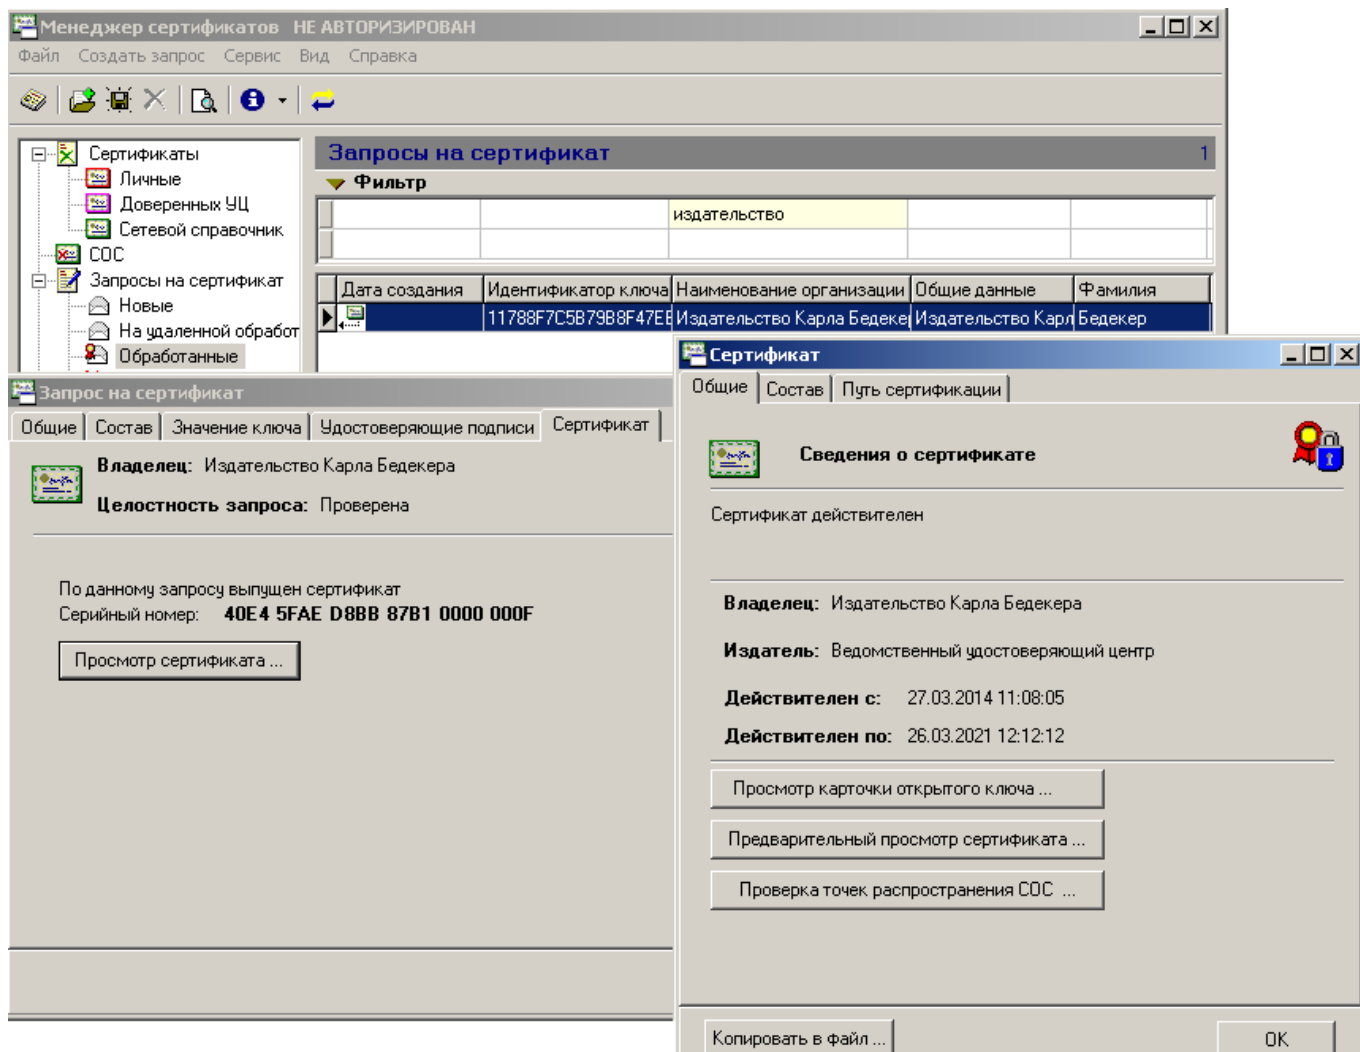 Менеджер сертификатов НЕ АВТОРИЗИРОВАН
Файл Создать запрос Сервис Вид Справка
Сертификаты
Личные
Доверенных УЦ
Сетевой справочник
СОС
Запросы на сертификат
Новые
На удаленной обработ
Обработанные
Запросы на сертификат 1
Фильтр
издательство
Дата создания Идентификатор ключа Наименование организации Общие данные Фамилия
11788F7C5B79B8F47EE Издательство Карла Бедекер Издательство Карл Бедекер
Запрос на сертификат
Общие Состав Значение ключа Удостоверяющие подписи Сертификат
Владелец: Издательство Карла Бедекера
Целостность запроса: Проверена
По данному запросу выпущен сертификат
Серийный номер: 40E4 5FAE D8BB 87B1 0000 000F
Просмотр сертификата ...
Сертификат
Общие Состав Путь сертификации
Сведения о сертификате
Сертификат действителен
Владелец: Издательство Карла Бедекера
Издатель: Ведомственный удостоверяющий центр
Действителен с: 27.03.2014 11:08:05
Действителен по: 26.03.2021 12:12:12
Просмотр карточки открытого ключа ...
Предварительный просмотр сертификата ...
Проверка точек распространения СОС ...
Копировать в файл ... OK